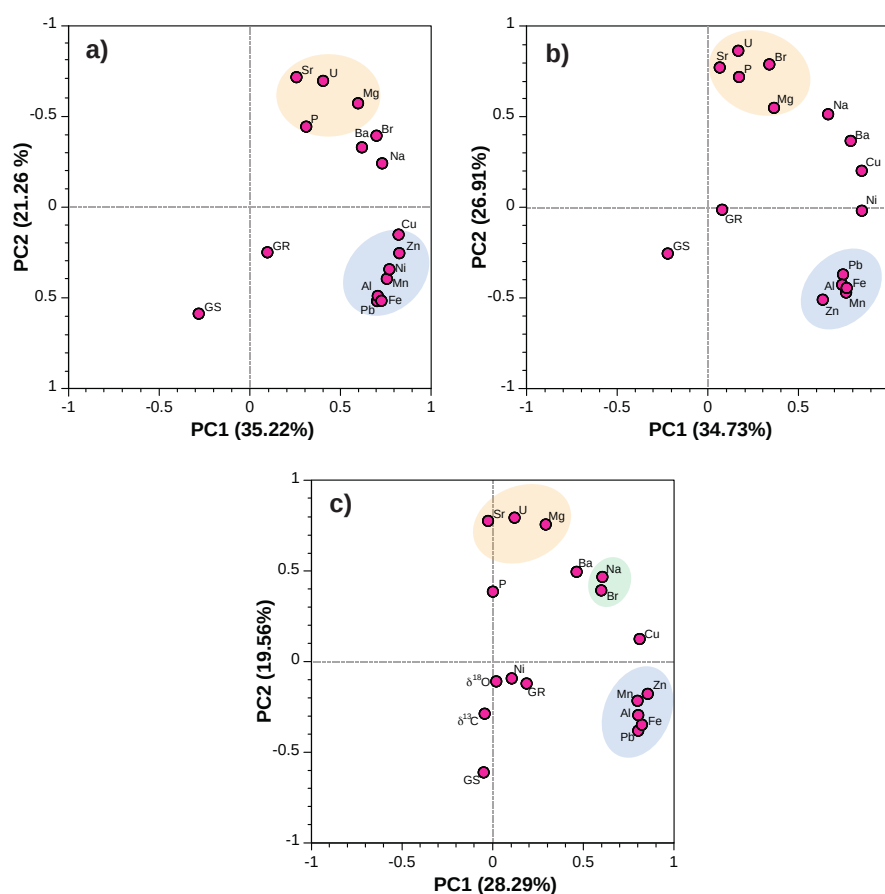 a)
-1
-0.5
0
0.5
1
PC2 (21.26 %)
Sr
U
Mg
P
Ba
Br
Na
GR
GS
Cu
Zn
Ni
Mn
Al
Fe
Pb
-1
-0.5
0
0.5
1
PC1 (35.22%)
b)
1
0.5
0
-0.5
-1
PC2 (26.91%)
U
Sr
P
Br
Mg
Na
Ba
Cu
Ni
GR
GS
Pb
Al
Fe
Zn
Mn
-1
-0.5
0
0.5
PC1 (34.73%)
c)
1
0.5
0
-0.5
-1
PC2 (19.56%)
Sr
U
Mg
P
Ba
Na
Br
Cu
δ¹⁸O
Ni
GR
δ¹³C
GS
Mn
Zn
Al
Fe
Pb
-1
-0.5
0
0.5
1
PC1 (28.29%)